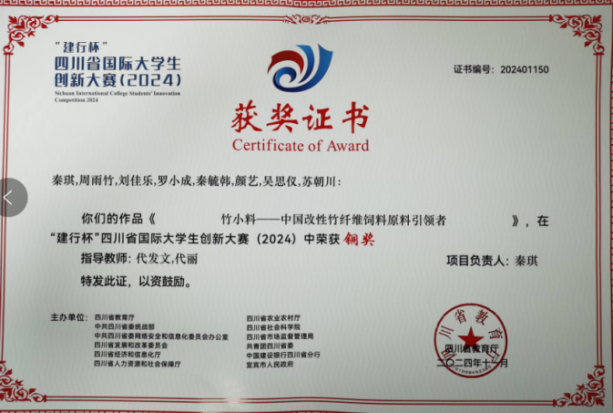 “建行杯”
四川省国际大学生
创新大赛(2024)
Sichuan International College Students' Innovation
Competition 2024
证书编号：202401150
获奖证书
Certificate of Award
秦琪,周雨竹,刘佳乐,罗小成,秦毓韩,颜艺,吴思仪,苏朝川：
你们的作品《 竹小料——中国改性竹纤维饲料原料引领者 》，在
“建行杯”四川省国际大学生创新大赛（2024）中荣获 铜奖
指导教师：代发文,代丽 项目负责人：秦琪
特发此证，以资鼓励。
主办单位：四川省教育厅 四川省农业农村厅
中共四川省委统战部 四川省社会科学院
中共四川省委网络安全和信息化委员会办公室 四川省市场监督管理局
四川省发展和改革委员会 共青团四川省委
四川省经济和信息化厅 中国建设银行四川省分行
四川省人力资源和社会保障厅 宜宾市人民政府
四川省教育厅
四川省教育厅
二〇二四年十一月